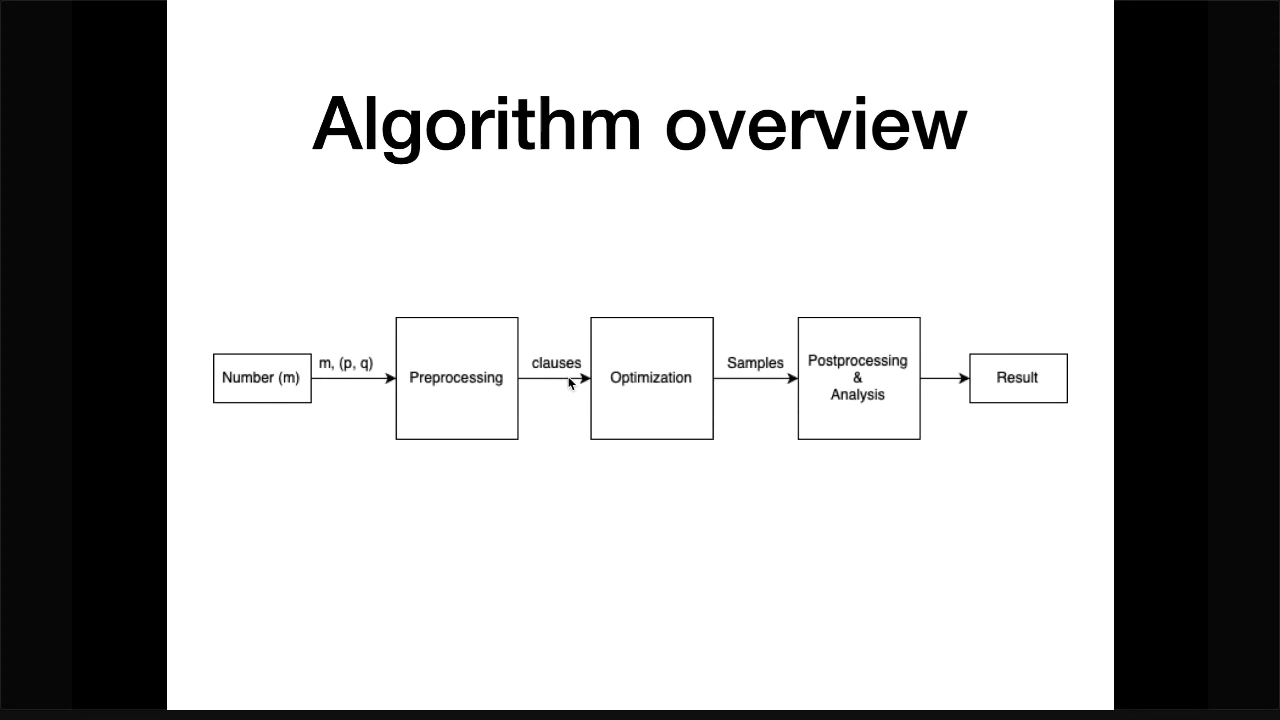 Algorithm overview
Number (m)
m, (p, q)
Preprocessing
clauses
Optimization
Samples
Postprocessing
&
Analysis
Result